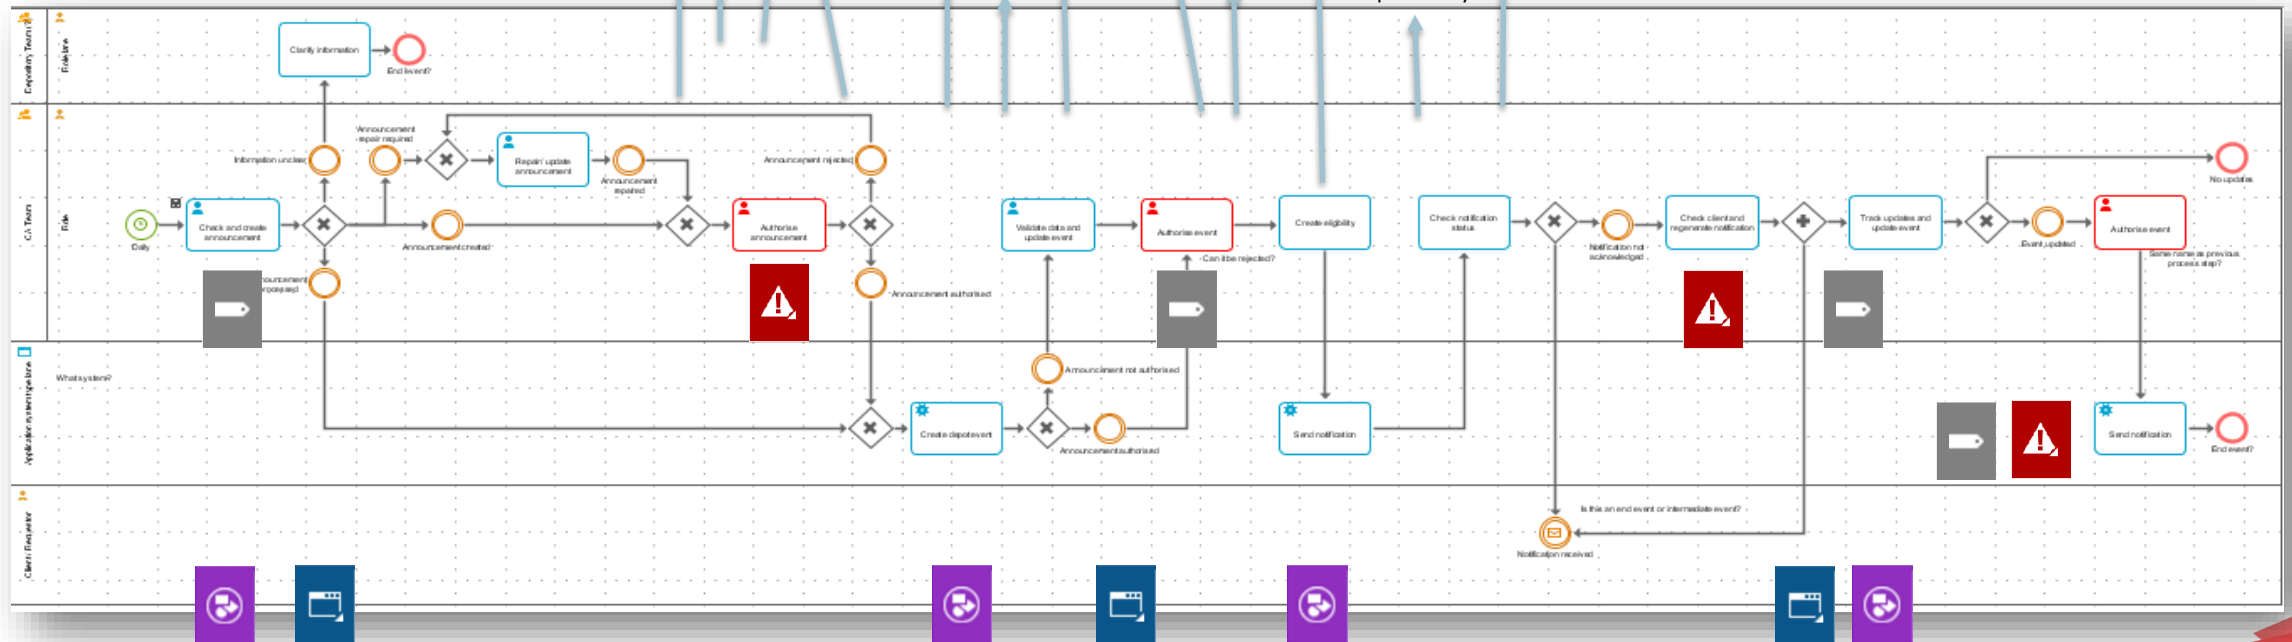 Depository Team?
Role/lane
Clarify information
End event?
CA Team
Role
Daily
Check and create
announcement
Information unclear
Announcement
repair required
Announcement created
Repair/ update
announcement
Announcement
repaired
Announcement rejected
Authorise
announcement
Announcement authorised
Validate data and
update event
Authorise event
- Can it be rejected?
Create eligibility
Check notification
status
Notification not
acknowledged
Check client and
regenerate notification
Track updates and
update event
Event updated
No updates
Authorise event
Same name as previous
process step?
What system?
Create depot event
Announcement not authorised
Announcement authorised
Send notification
Send notification
End event?
Is this an end event or intermediate event?
Notification received